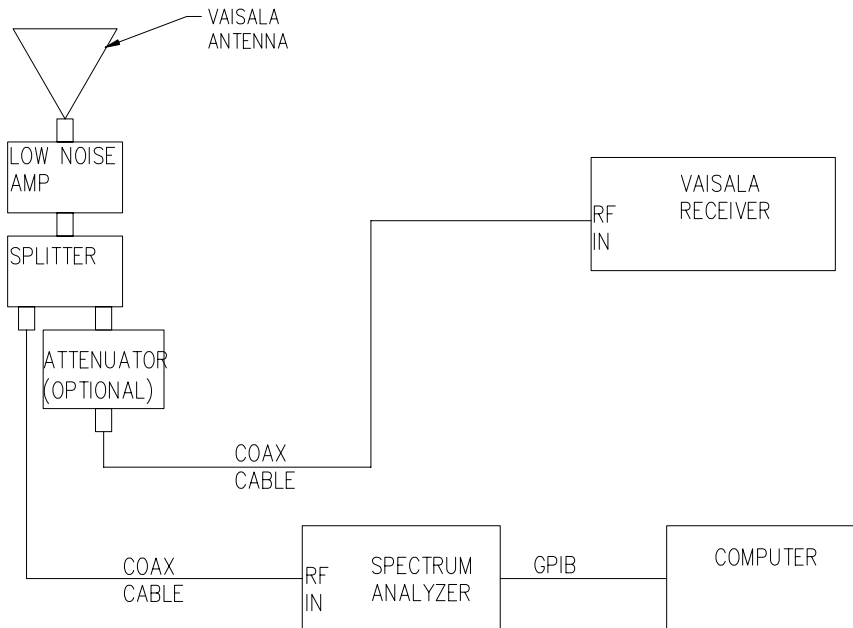 VAISALA
ANTENNA
LOW NOISE
AMP
SPLITTER
ATTENUATOR
(OPTIONAL)
VAISALA
RECEIVER
RF
IN
COAX
CABLE
COAX
CABLE
RF
IN
SPECTRUM
ANALYZER
GPIB
COMPUTER